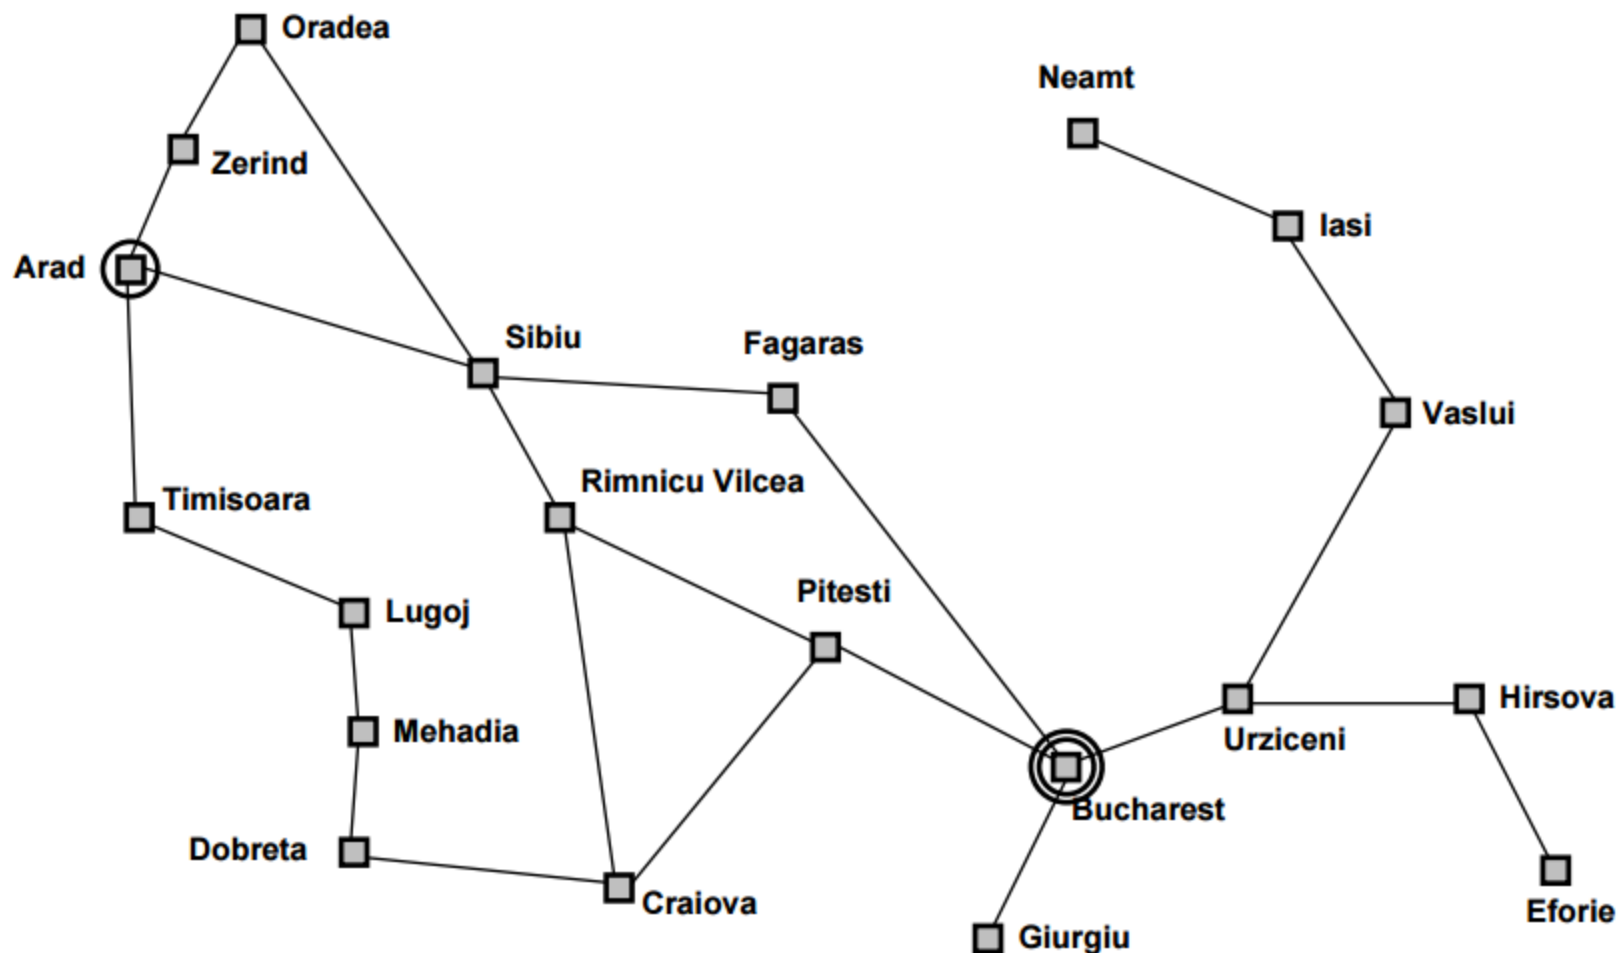 Oradea
Neamt
Zerind
Iasi
Arad
Sibiu
Fagaras
Vaslui
Rimnicu Vilcea
Timisoara
Pitesti
Lugoj
Hirsova
Mehadia
Urziceni
Bucharest
Dobreta
Craiova
Eforie
Giurgiu